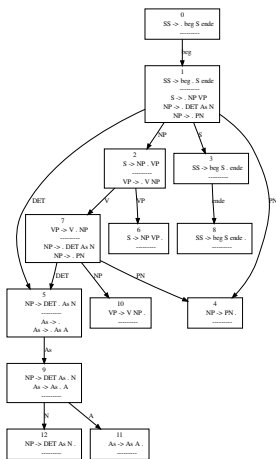 0
SS -> . beg S ende
----------
beg
1
SS -> beg . S ende
----------
S -> . NP VP
NP -> . DET As N
NP -> . PN
NP
S
2
S -> NP . VP
----------
VP -> . V NP
3
SS -> beg S . ende
----------
DET
V
VP
ende
PN
7
VP -> V . NP
----------
NP -> . DET As N
NP -> . PN
6
S -> NP VP .
----------
8
SS -> beg S ende .
----------
DET
NP
PN
5
NP -> DET . As N
----------
As -> .
As -> . As A
10
VP -> V NP .
----------
4
NP -> PN .
----------
As
9
NP -> DET As . N
As -> As . A
----------
N
A
12
NP -> DET As N .
----------
11
As -> As A .
----------